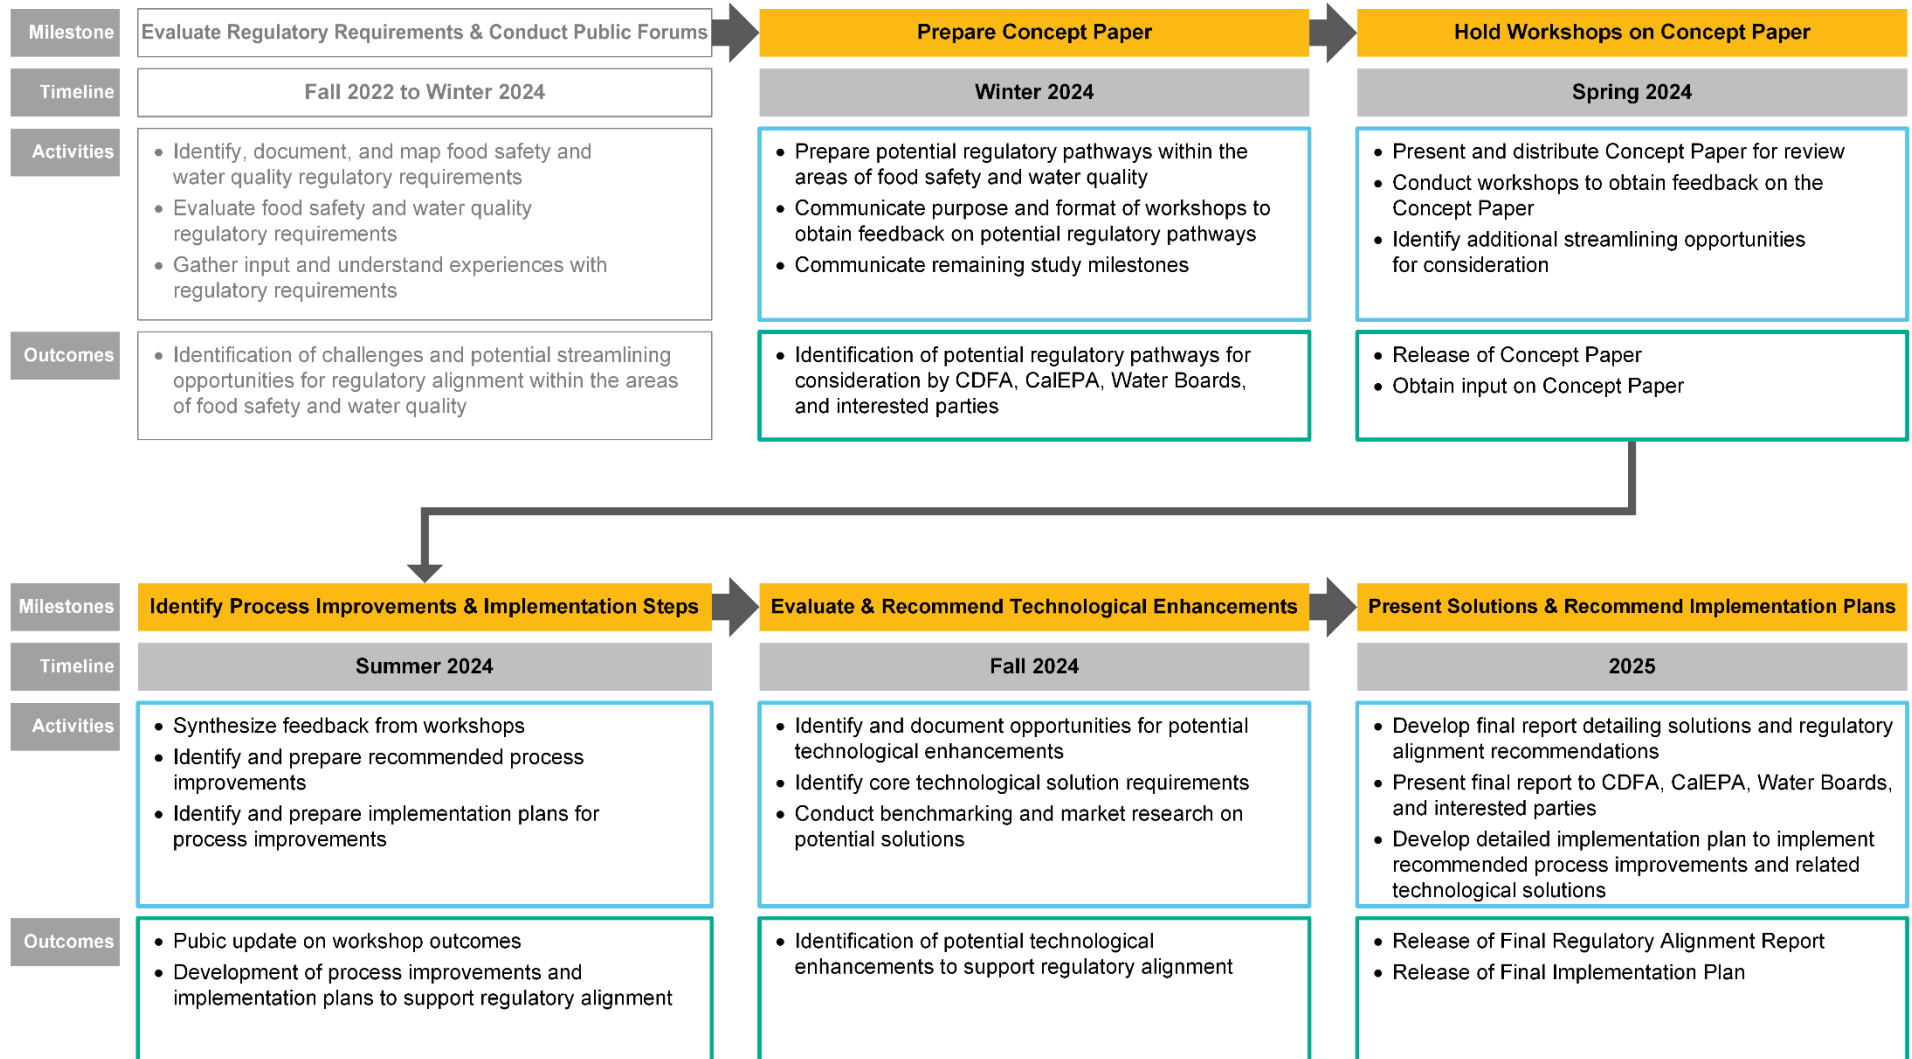 Milestone
Evaluate Regulatory Requirements & Conduct Public Forums
Prepare Concept Paper
Hold Workshops on Concept Paper
Timeline
Fall 2022 to Winter 2024
Winter 2024
Spring 2024
Activities
• Identify, document, and map food safety and
water quality regulatory requirements
• Evaluate food safety and water quality
regulatory requirements
• Gather input and understand experiences with
regulatory requirements
• Prepare potential regulatory pathways within the
areas of food safety and water quality
• Communicate purpose and format of workshops to
obtain feedback on potential regulatory pathways
• Communicate remaining study milestones
• Present and distribute Concept Paper for review
• Conduct workshops to obtain feedback on the
Concept Paper
• Identify additional streamlining opportunities
for consideration
Outcomes
• Identification of challenges and potential streamlining
opportunities for regulatory alignment within the areas
of food safety and water quality
• Identification of potential regulatory pathways for
consideration by CDFA, CalEPA, Water Boards,
and interested parties
• Release of Concept Paper
• Obtain input on Concept Paper
Milestones
Identify Process Improvements & Implementation Steps
Evaluate & Recommend Technological Enhancements
Present Solutions & Recommend Implementation Plans
Timeline
Summer 2024
Fall 2024
2025
Activities
• Synthesize feedback from workshops
• Identify and prepare recommended process
improvements
• Identify and prepare implementation plans for
process improvements
• Identify and document opportunities for potential
technological enhancements
• Identify core technological solution requirements
• Conduct benchmarking and market research on
potential solutions
• Develop final report detailing solutions and regulatory
alignment recommendations
• Present final report to CDFA, CalEPA, Water Boards,
and interested parties
• Develop detailed implementation plan to implement
recommended process improvements and related
technological solutions
Outcomes
• Pubic update on workshop outcomes
• Development of process improvements and
implementation plans to support regulatory alignment
• Identification of potential technological
enhancements to support regulatory alignment
• Release of Final Regulatory Alignment Report
• Release of Final Implementation Plan